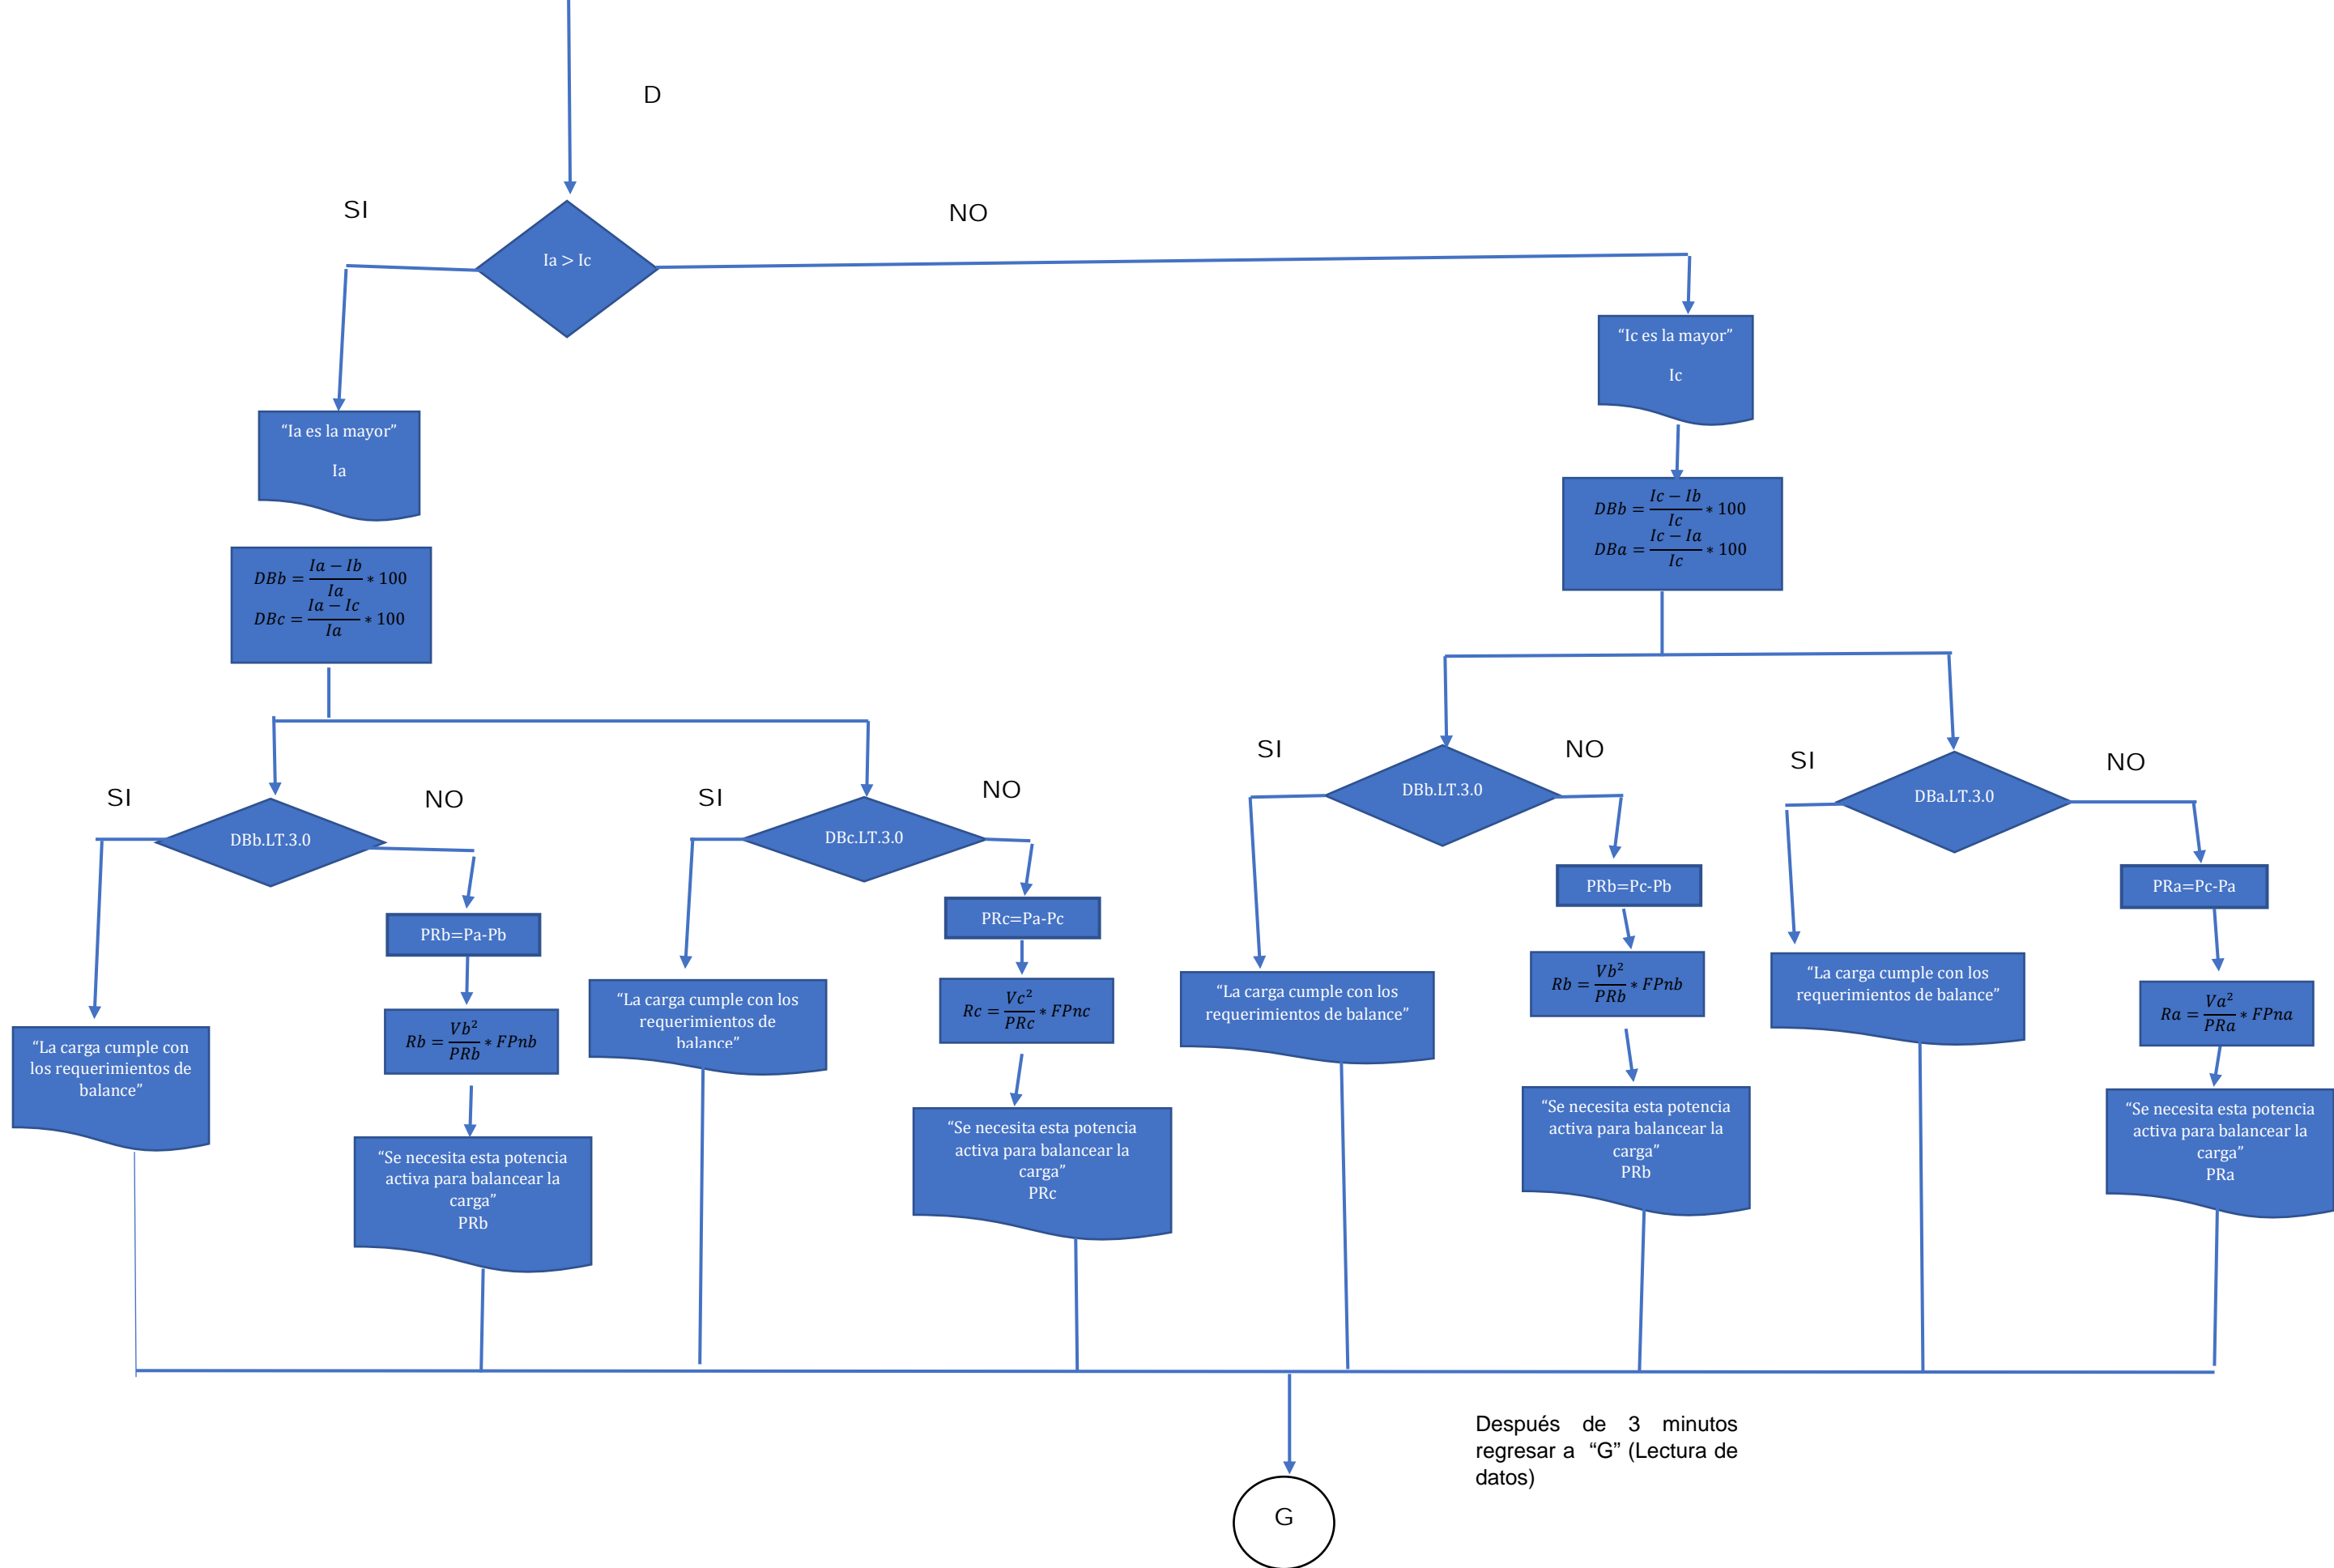 D
SI
NO
Ia > Ic
“Ic es la mayor”
Ic
“Ia es la mayor”
Ia
DBb = \frac{Ic − Ib}{Ic} * 100
DBa = \frac{Ic − Ia}{Ic} * 100
DBb = \frac{Ia − Ib}{Ia} * 100
DBc = \frac{Ia − Ic}{Ia} * 100
SI
NO
DBb.LT.3.0
SI
NO
DBc.LT.3.0
SI
NO
DBb.LT.3.0
SI
NO
DBa.LT.3.0
PRb=Pa-Pb
PRc=Pa-Pc
PRb=Pc-Pb
PRa=Pc-Pa
Rb = \frac{Vb²}{PRb} * FPnb
Rc = \frac{Vc²}{PRc} * FPnc
Rb = \frac{Vb²}{PRb} * FPnb
Ra = \frac{Va²}{PRa} * FPna
“La carga cumple con
los requerimientos de
balance”
“Se necesita esta potencia
activa para balancear la
carga”
PRb
“La carga cumple con los
requerimientos de
balance”
“Se necesita esta potencia
activa para balancear la
carga”
PRc
“La carga cumple con los
requerimientos de balance”
“Se necesita esta potencia
activa para balancear la
carga”
PRb
“La carga cumple con los
requerimientos de balance”
“Se necesita esta potencia
activa para balancear la
carga”
PRa
Después de 3 minutos
regresar a “G” (Lectura de
datos)
G